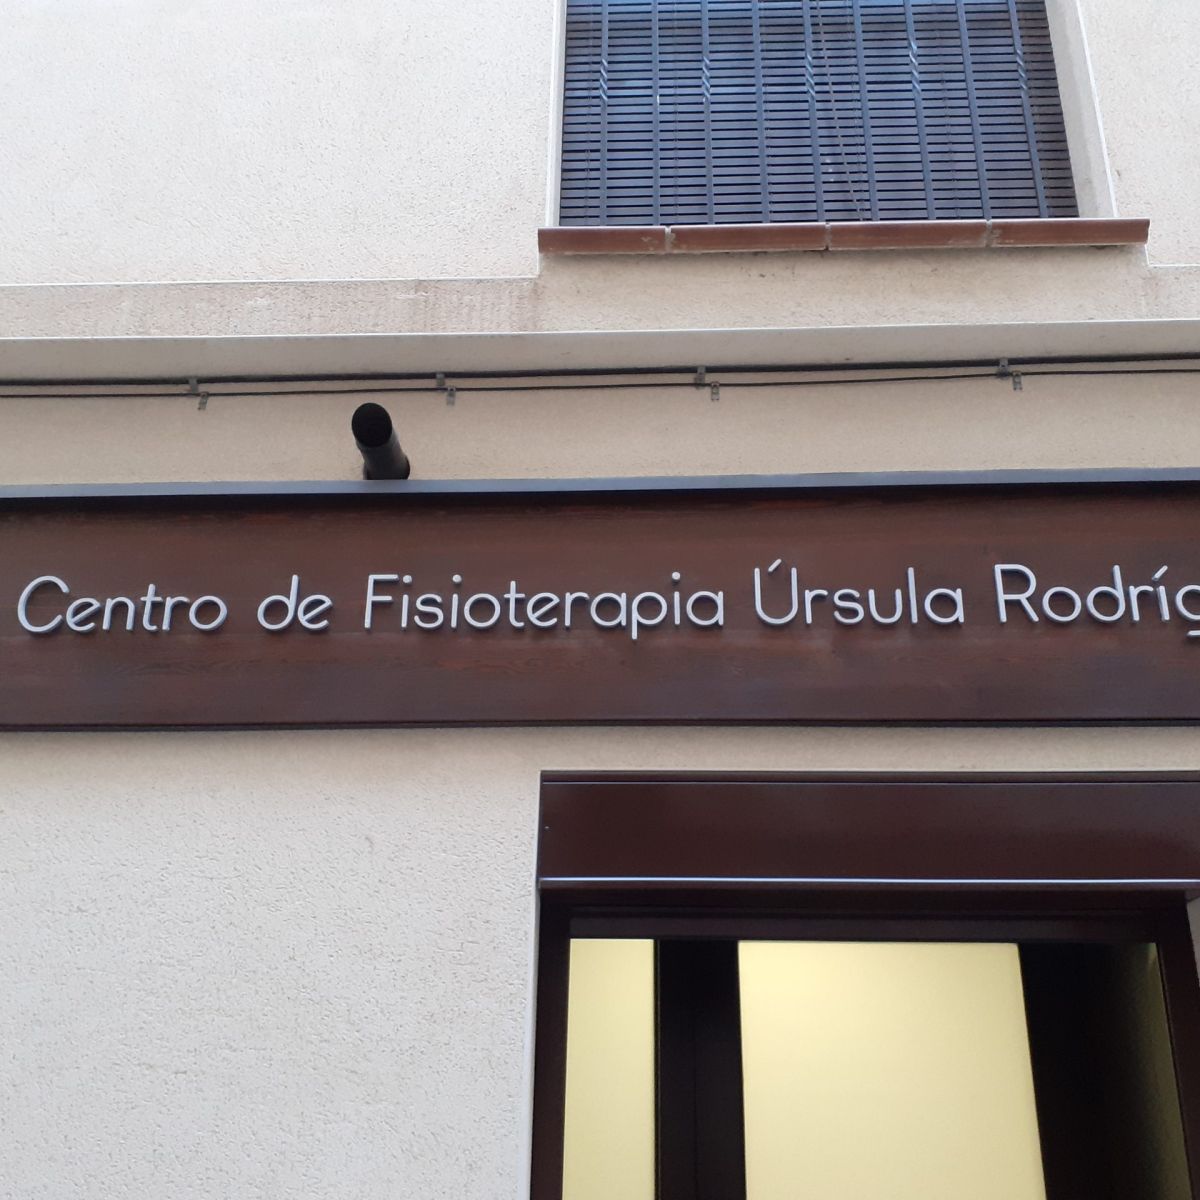 Centro de Fisioterapia Úrsula Rodríg